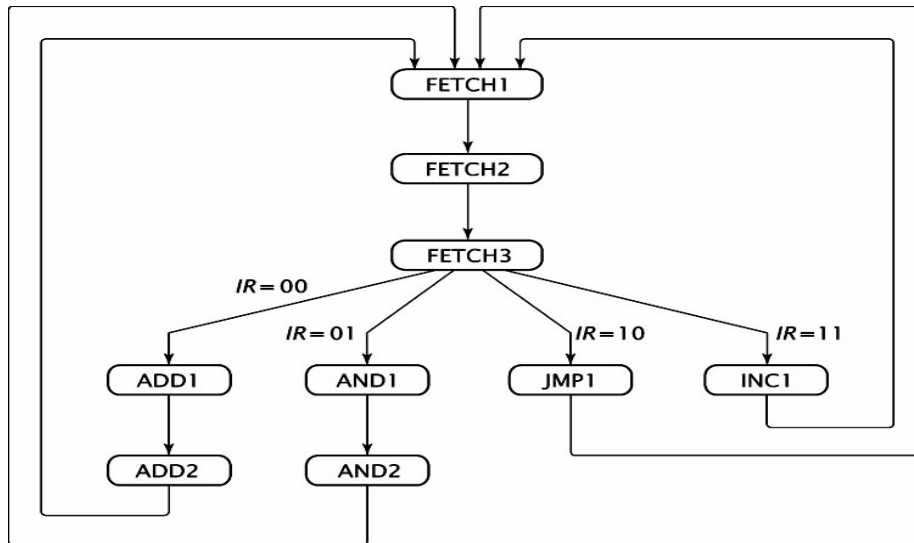 FETCH1
FETCH2
FETCH3
IR=00
IR=01
IR=10
IR=11
ADD1
AND1
JMP1
INC1
ADD2
AND2